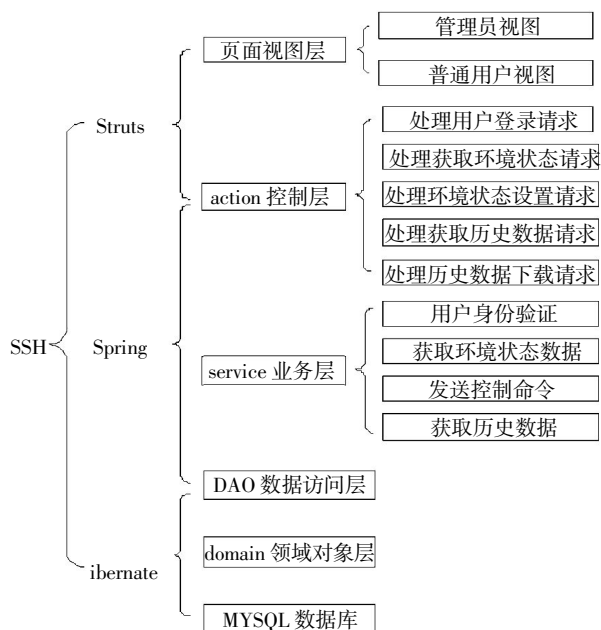 管理员视图
页面视图层
普通用户视图
Struts
处理用户登录请求
处理获取环境状态请求
action 控制层
处理环境状态设置请求
处理获取历史数据请求
处理历史数据下载请求
用户身份验证
SSH
Spring
获取环境状态数据
service 业务层
发送控制命令
获取历史数据
DAO 数据访问层
domain 领域对象层
ibernate
MYSQL 数据库